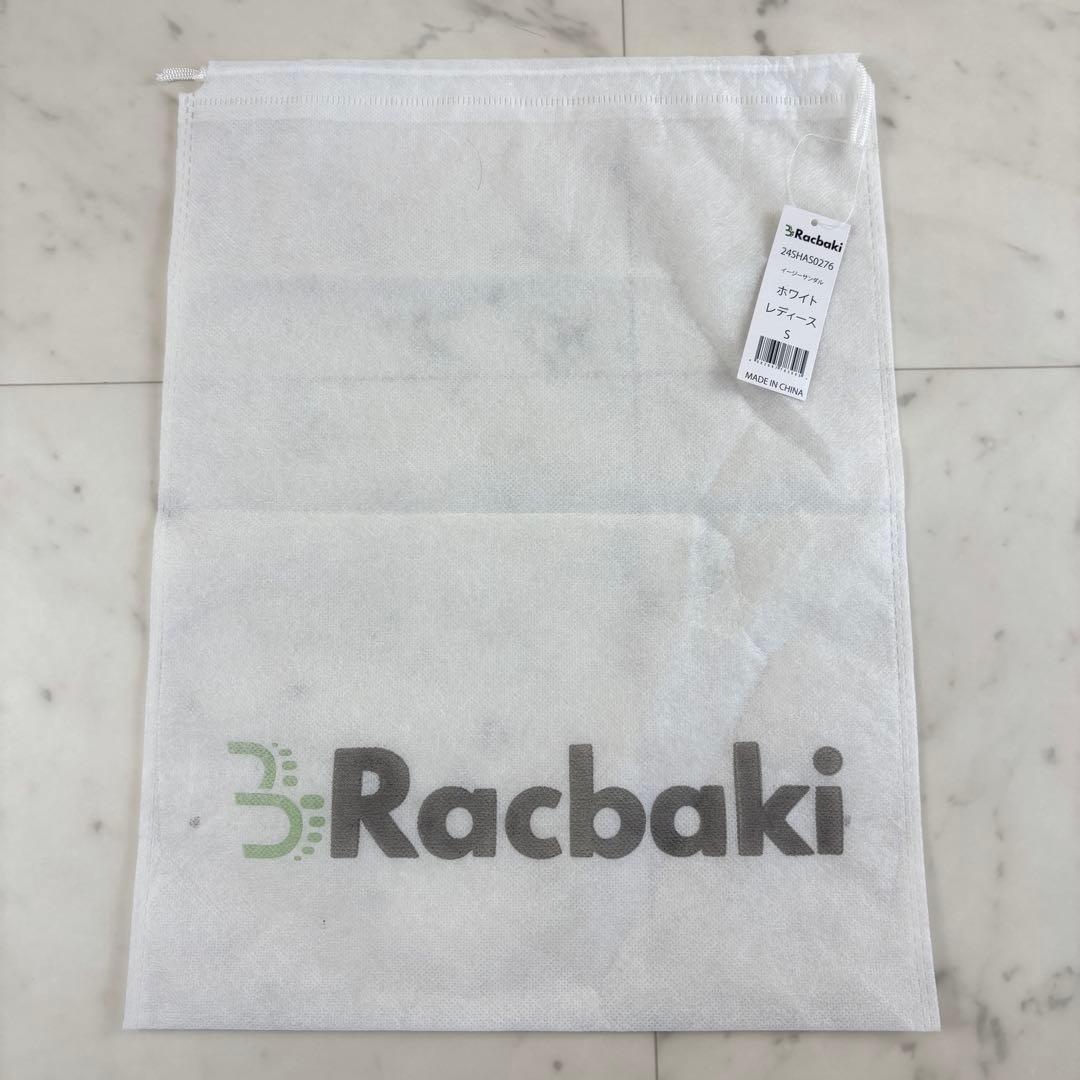 Racbaki
24SHAS0276
イージーサンダル
ホワイト
レディース
S
MADE IN CHINA
Racbaki